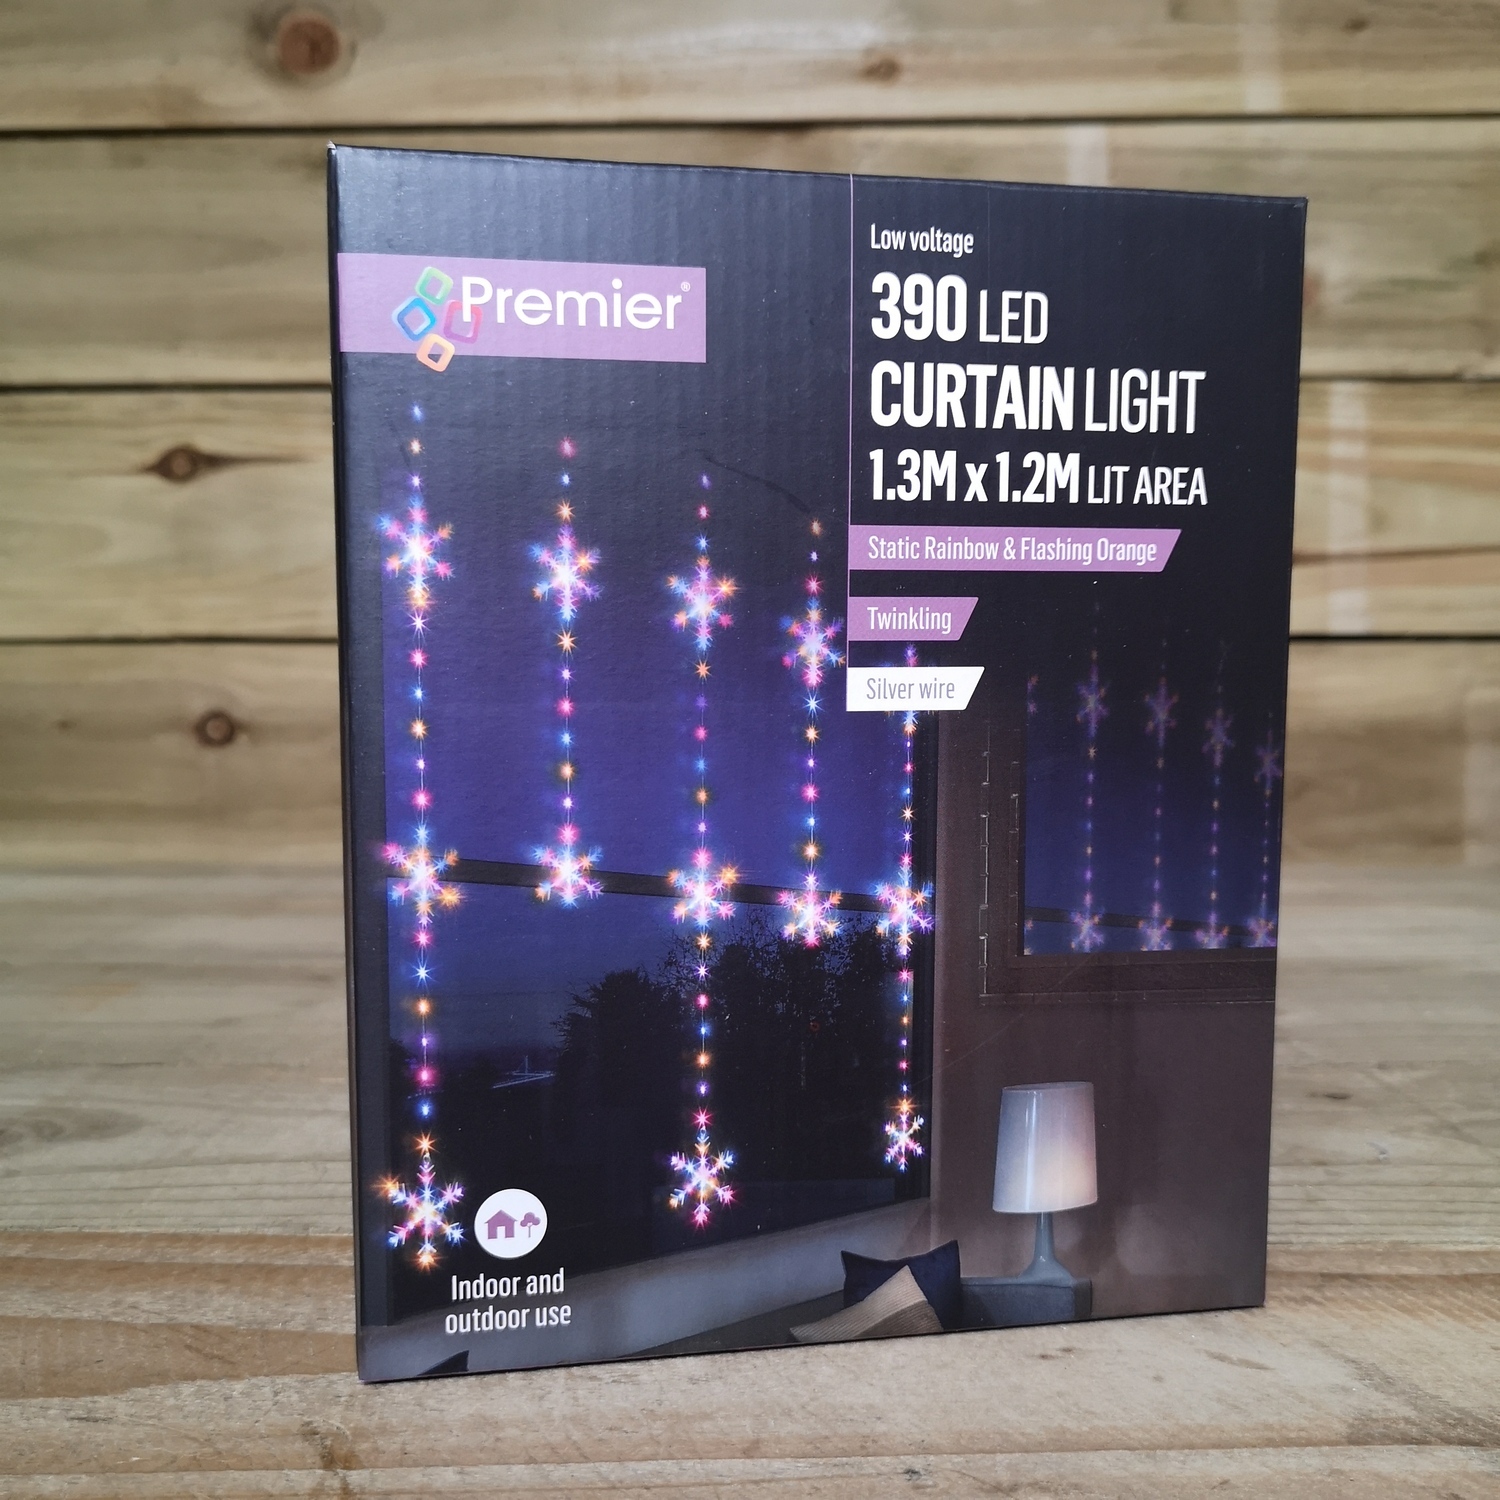 Premier®
Low voltage
390 LED
CURTAIN LIGHT
1.3M x 1.2M LIT AREA
Static Rainbow & Flashing Orange
Twinkling
Silver wire
Indoor and
outdoor use